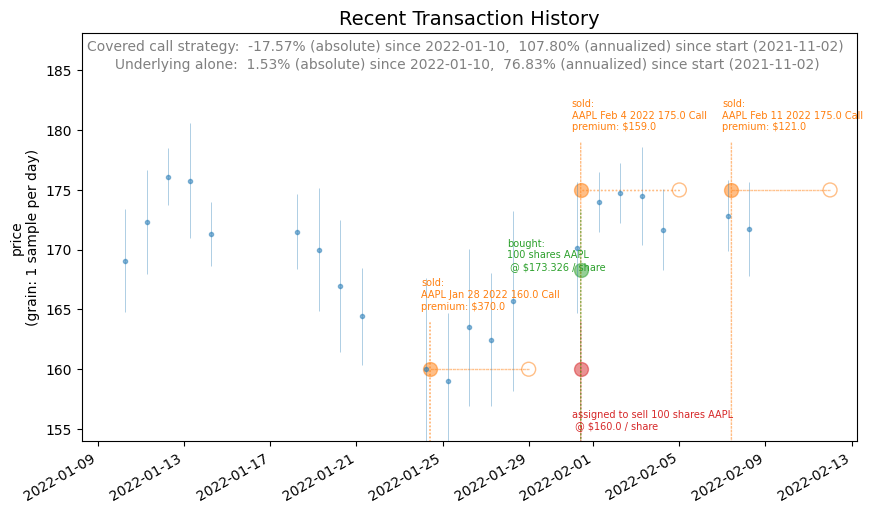 Recent Transaction History
Covered call strategy:  -17.57% (absolute) since 2022-01-10,  107.80% (annualized) since start (2021-11-02)
Underlying alone:  1.53% (absolute) since 2022-01-10,  76.83% (annualized) since start (2021-11-02)
price
(grain: 1 sample per day)
185
180
175
170
165
160
155
sold:
AAPL Jan 28 2022 160.0 Call
premium: $370.0
bought:
100 shares AAPL
@ $173.326 / share
assigned to sell 100 shares AAPL
@ $160.0 / share
sold:
AAPL Feb 4 2022 175.0 Call
premium: $159.0
sold:
AAPL Feb 11 2022 175.0 Call
premium: $121.0
2022-01-09
2022-01-13
2022-01-17
2022-01-21
2022-01-25
2022-01-29
2022-02-01
2022-02-05
2022-02-09
2022-02-13